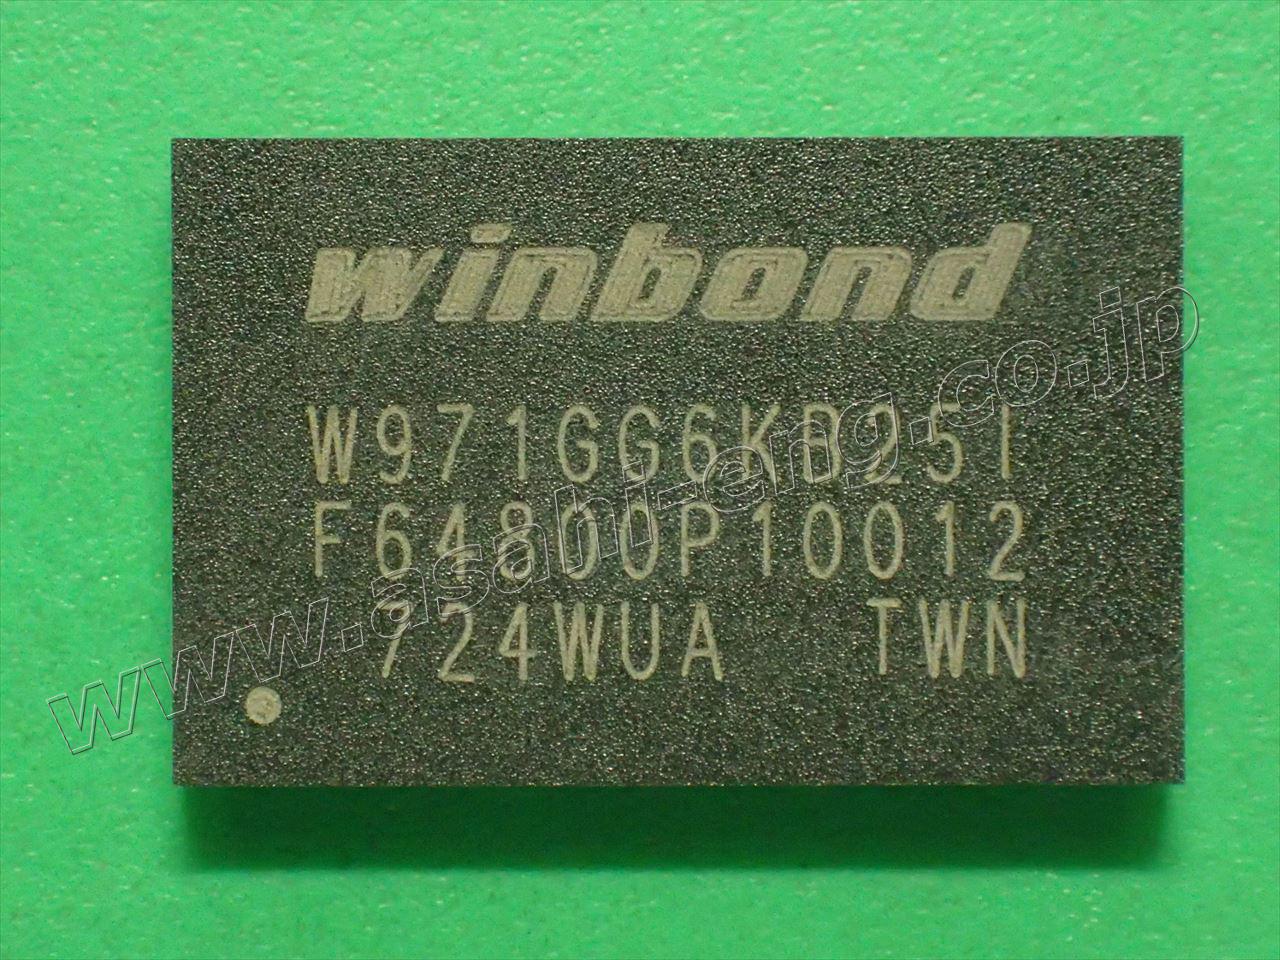 winbond
W971GG6KB25I
F64800P10012
724WUA TWN
www.asahi-eng.co.jp